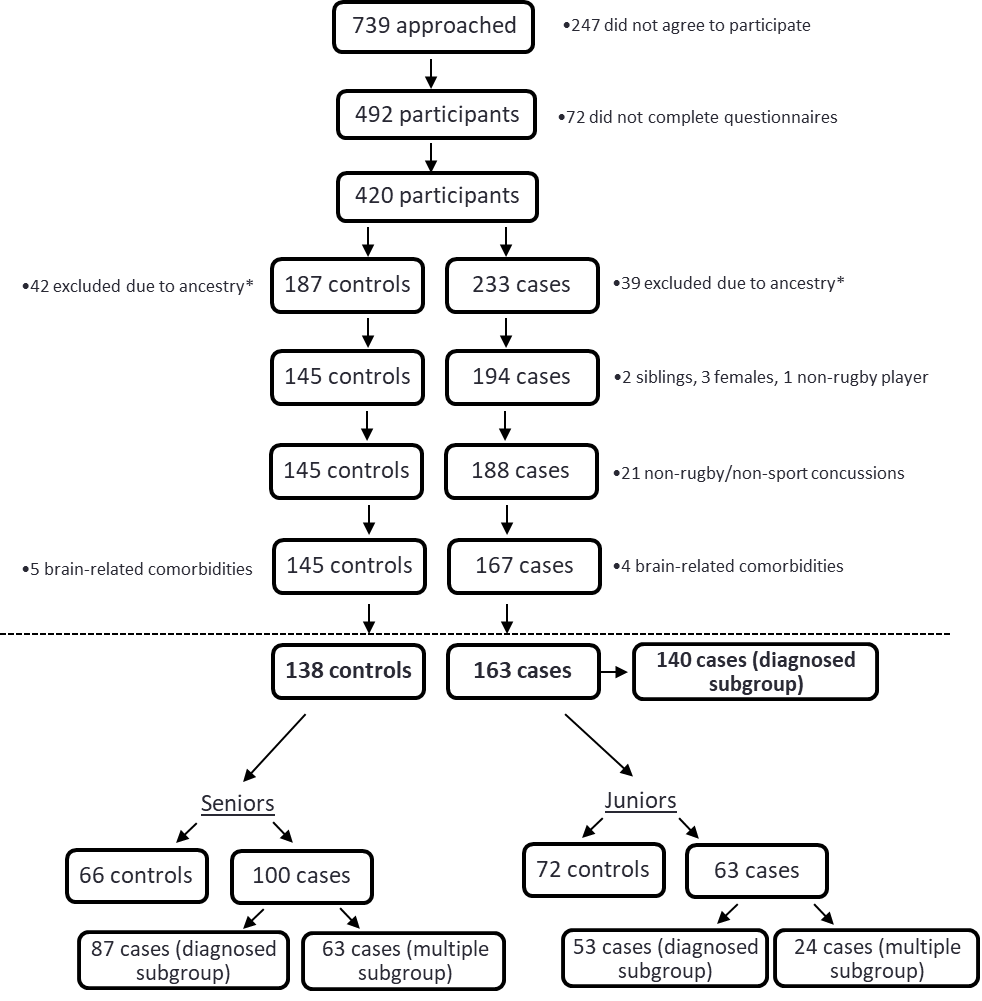 739 approached
•247 did not agree to participate
492 participants
•72 did not complete questionnaires
420 participants
•42 excluded due to ancestry*
187 controls
233 cases
•39 excluded due to ancestry*
145 controls
194 cases
•2 siblings, 3 females, 1 non-rugby player
145 controls
188 cases
•21 non-rugby/non-sport concussions
•5 brain-related comorbidities
145 controls
167 cases
•4 brain-related comorbidities
138 controls
163 cases
140 cases (diagnosed
subgroup)
Seniors
Juniors
66 controls
100 cases
72 controls
63 cases
87 cases (diagnosed
subgroup)
63 cases (multiple
subgroup)
53 cases (diagnosed
subgroup)
24 cases (multiple
subgroup)